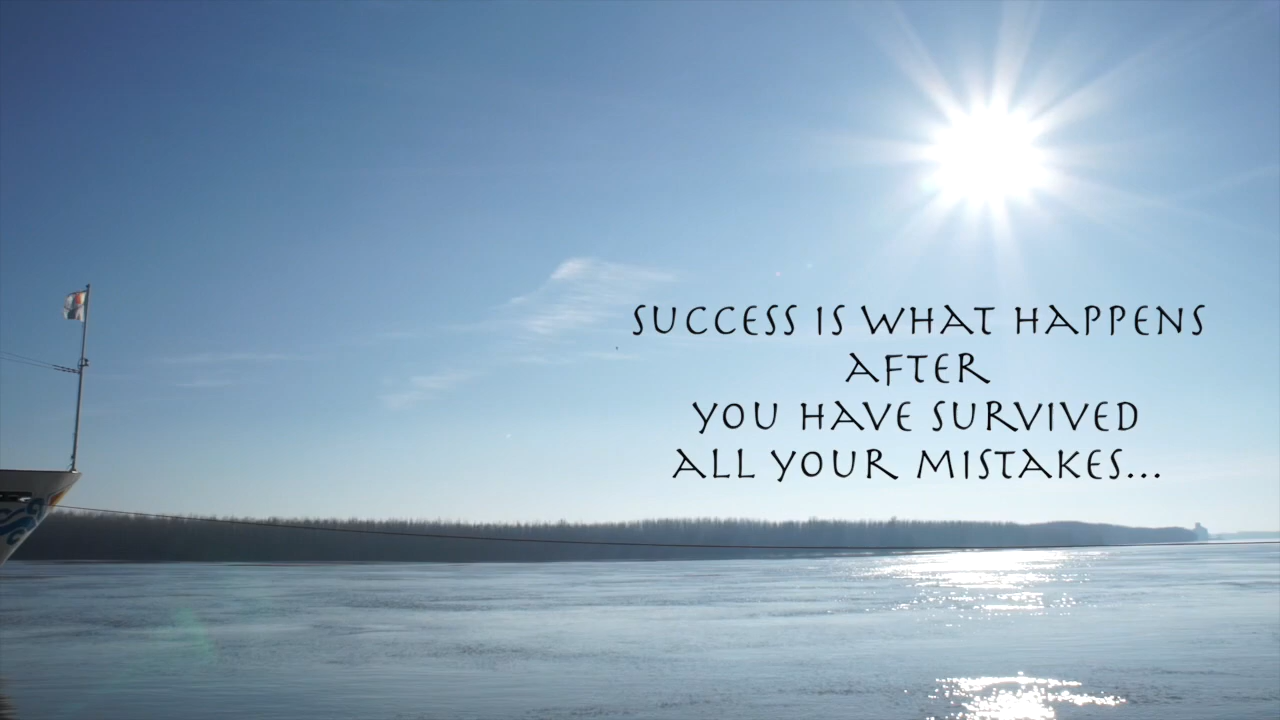 SUCCESS IS WHAT HAPPENS
AFTER
YOU HAVE SURVIVED
ALL YOUR MISTAKES...